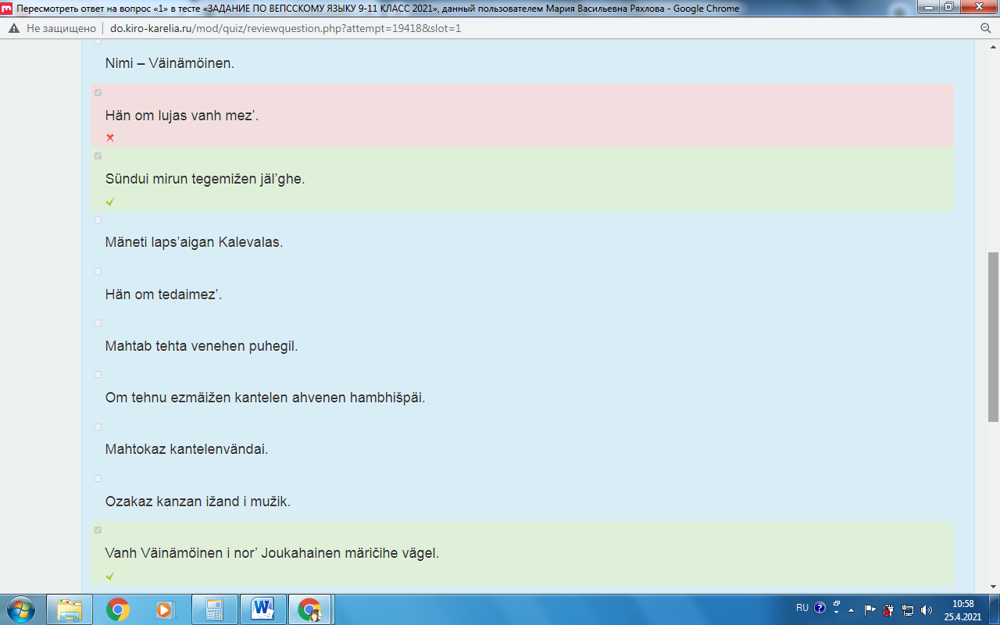 Пересмотреть ответ на вопрос «1» в тесте «ЗАДАНИЕ ПО ВЕПССКОМУ ЯЗЫКУ 9-11 КЛАСС 2021», данный пользователем Мария Васильевна Ряхлова - Google Chrome
Не защищено | do.kiro-karelia.ru/mod/quiz/reviewquestion.php?attempt=19418&slot=1
Nimi – Väinämöinen.
Hän om lujas vanh mez’.
Sündui mirun tegemižen jäl’ghe.
Mäneti laps’aigan Kalevalas.
Hän om tedaimez’.
Mahtab tehta venehen puhegil.
Om tehnu ezmäižen kantelen ahvenen hambhišpäi.
Mahtokaz kantelenvändai.
Ozakaz kanzan ižand i mužik.
Vanh Väinämöinen i nor’ Joukahainen märičihe vägel.
RU
10:58
25.4.2021